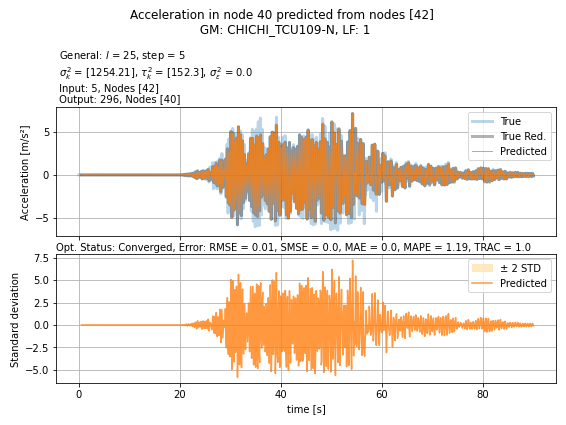 Acceleration in node 40 predicted from nodes [42]
GM: CHICHI_TCU109-N, LF: 1
General: l = 25, step = 5
σ²ₖ = [1254.21], τ²ₖ = [152.3], σ²ε = 0.0
Input: 5, Nodes [42]
Output: 296, Nodes [40]
Acceleration [m/s²]
5
0
−5
True
True Red.
Predicted
Opt. Status: Converged, Error: RMSE = 0.01, SMSE = 0.0, MAE = 0.0, MAPE = 1.19, TRAC = 1.0
Standard deviation
7.5
5.0
2.5
0.0
−2.5
−5.0
± 2 STD
Predicted
0 20 40 60 80
time [s]